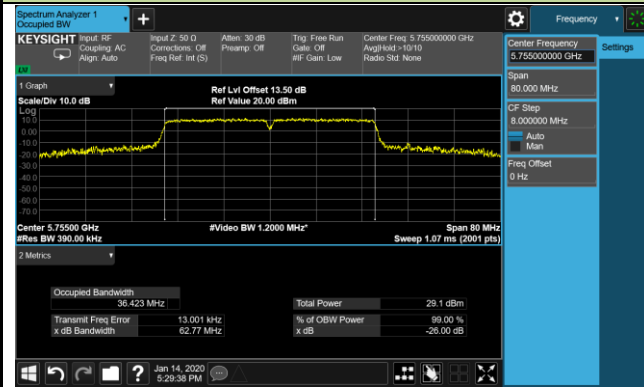 Spectrum Analyzer 1
Occupied BW
Frequency
KEYSIGHT
Input: RF
Coupling: AC
Align: Auto
Input Z: 50 Ω
Corrections: Off
Freq Ref: Int (S)
Atten: 30 dB
Preamp: Off
Trig: Free Run
Gate: Off
#IF Gain: Low
Center Freq: 5.755000000 GHz
Avg|Hold:>10/10
Radio Std: None
Center Frequency
5.755000000 GHz
Settings
Span
80.000 MHz
CF Step
8.000000 MHz
Auto
Man
Freq Offset
0 Hz
1 Graph
Scale/Div 10.0 dB
Ref Lvl Offset 13.50 dB
Ref Value 20.00 dBm
Log
10.0
0.00
-10.0
-20.0
-30.0
-40.0
-50.0
-60.0
-70.0
Center 5.75500 GHz
#Res BW 390.00 kHz
#Video BW 1.2000 MHz*
Span 80 MHz
Sweep 1.07 ms (2001 pts)
2 Metrics
Occupied Bandwidth
36.423 MHz
Total Power 29.1 dBm
Transmit Freq Error 13.001 kHz
% of OBW Power 99.00 %
x dB Bandwidth 62.77 MHz
x dB -26.00 dB
Jan 14, 2020
5:29:38 PM